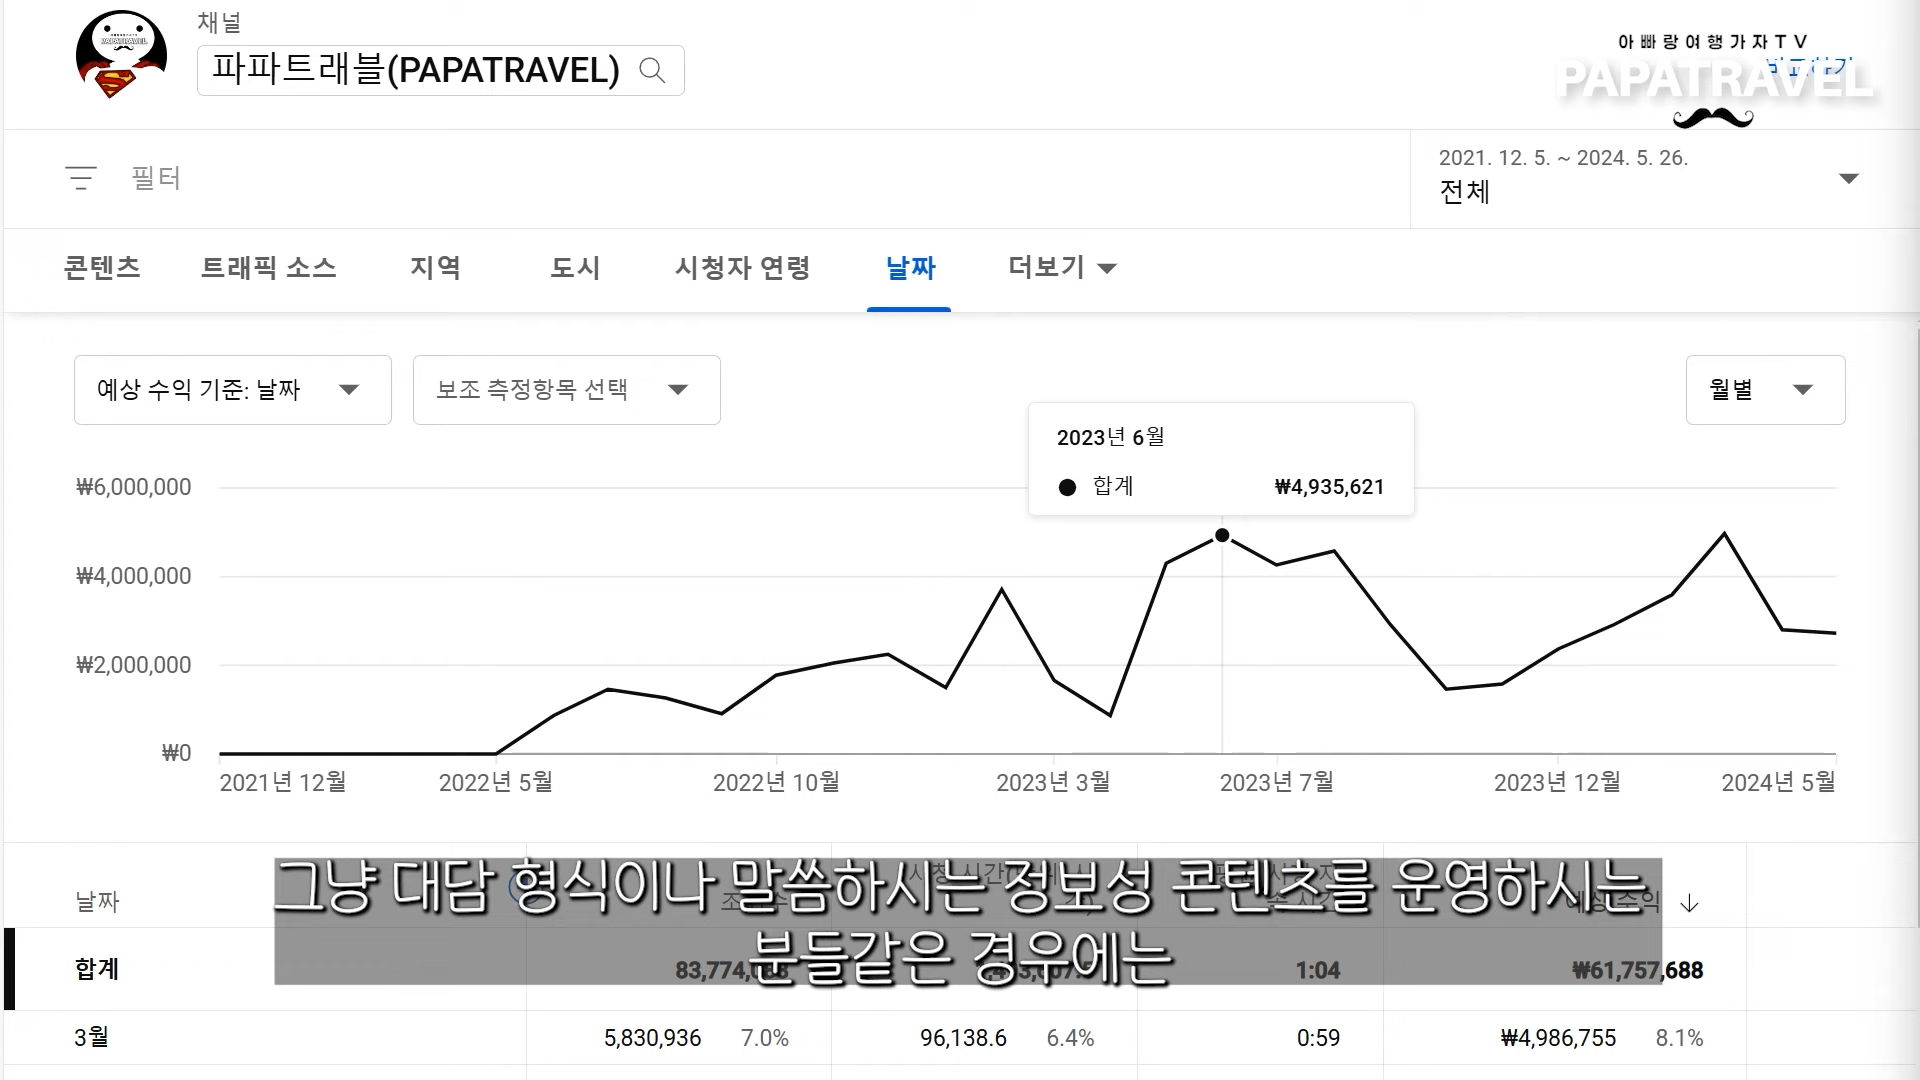 채널
파파트래블(PAPATRAVEL)
아빠랑여행가자TV
PAPATRAVEL
비교하기
필터
2021. 12. 5. ~ 2024. 5. 26.
전체
콘텐츠 트래픽 소스 지역 도시 시청자 연령 날짜 더보기
예상 수익 기준: 날짜 보조 측정항목 선택 월별
2023년 6월
합계 ₩4,935,621
₩6,000,000
₩4,000,000
₩2,000,000
₩0
2021년 12월 2022년 5월 2022년 10월 2023년 3월 2023년 7월 2023년 12월 2024년 5월
그냥 대담 형식이나 말씀하시는 정보성 콘텐츠를 운영하시는
분들같은 경우에는
날짜 예상 수익
합계 1:04 ₩61,757,688
3월 5,830,936 7.0% 96,138.6 6.4% 0:59 ₩4,986,755 8.1%